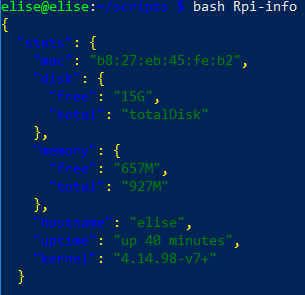 elise@elise:~/scripts $ bash Rpi-info
{
"stats": {
"mac": "b8:27:eb:45:fe:b2",
"disk": {
"free": "15G",
"total": "totalDisk"
},
"memory": {
"free": "657M",
"total": "927M"
},
"hostname": "elise",
"uptime": "up 40 minutes",
"kernel": "4.14.98-v7+"
}